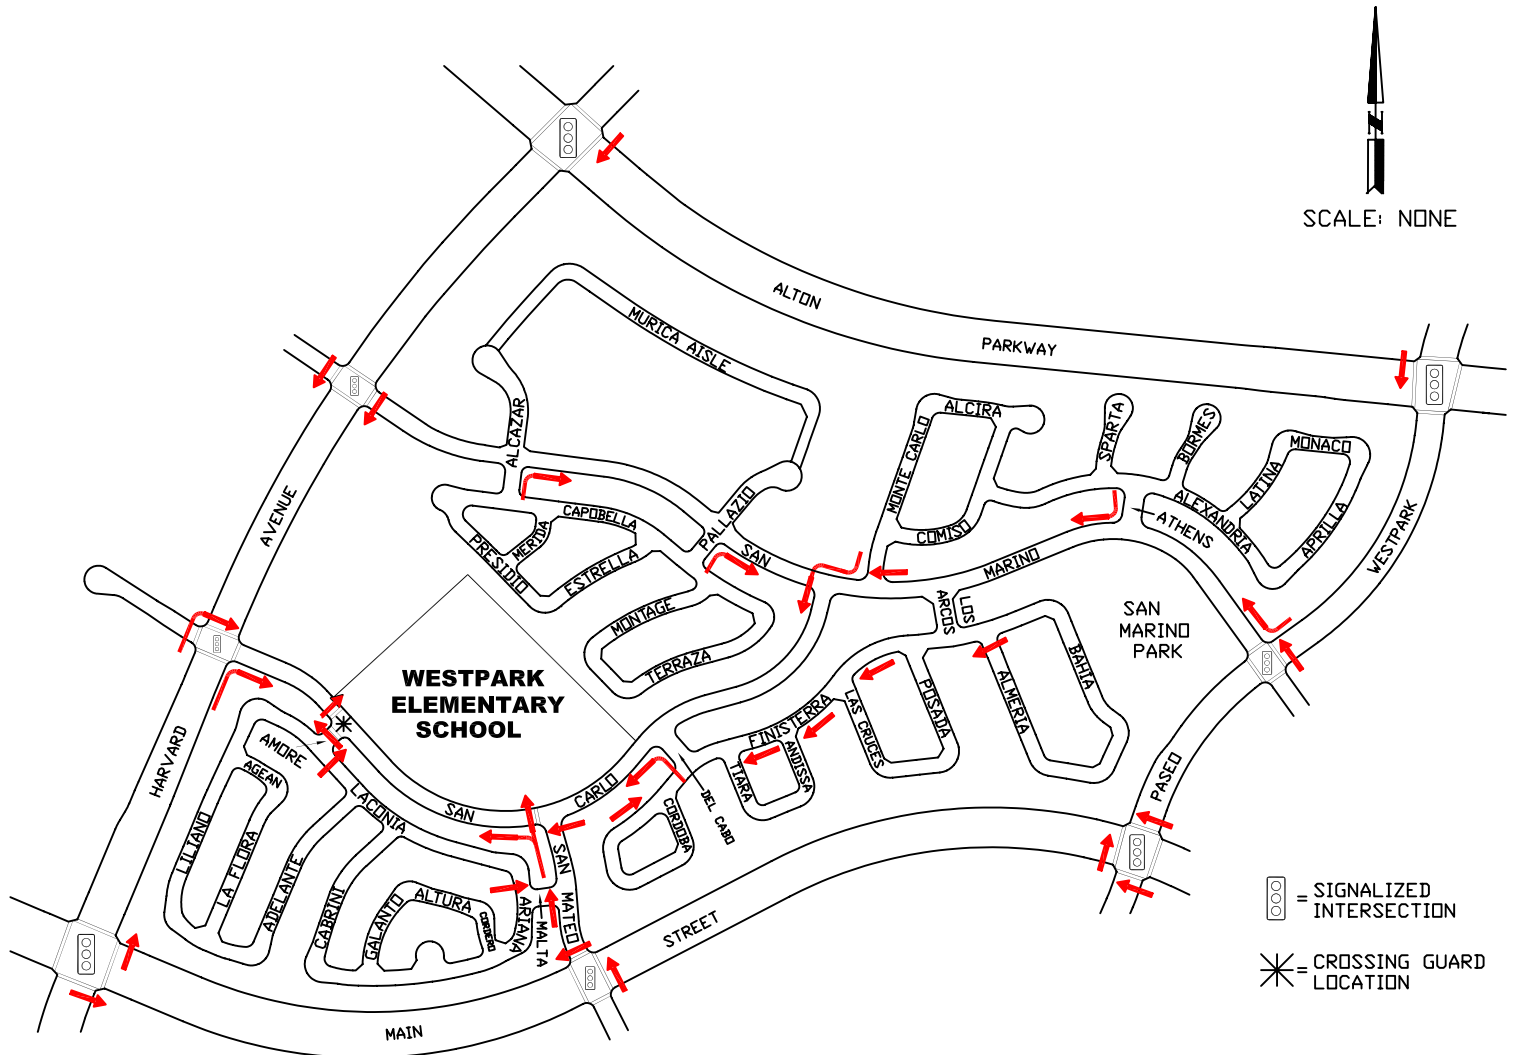 N
SCALE: NONE
ALTON
PARKWAY
MURICA AISLE
ALCAZAR
ALCIRA
MONTE CARLO
SPARTA
BORMES
MONACO
LATINA
ALEXANDRIA
APRILLA
WESTPARK
AVENUE
CAPOBELLA
MERIDA
PRESIDIO
ESTRELLA
PALLAZIO
SAN
COMISO
MARINO
ATHENS
ARCOS
LOS
SAN
MARINO
PARK
MONTAGE
TERRAZA
WESTPARK
ELEMENTARY
SCHOOL
BAHIA
ALMERIA
POSADA
LAS CRUCES
FINISTERRA
ANDISSA
TIARA
DEL CABO
CORDOBA
HARVARD
AMORE
AGEAN
LILIANO
LA FLORA
ADELANTE
LACONIA
SAN
CARLO
PASEO
CABRINI
GALANTO
ALTURA
CORDERO
ARIANA
MALTA
SAN MATEO
STREET
MAIN
= SIGNALIZED
INTERSECTION
= CROSSING GUARD
LOCATION